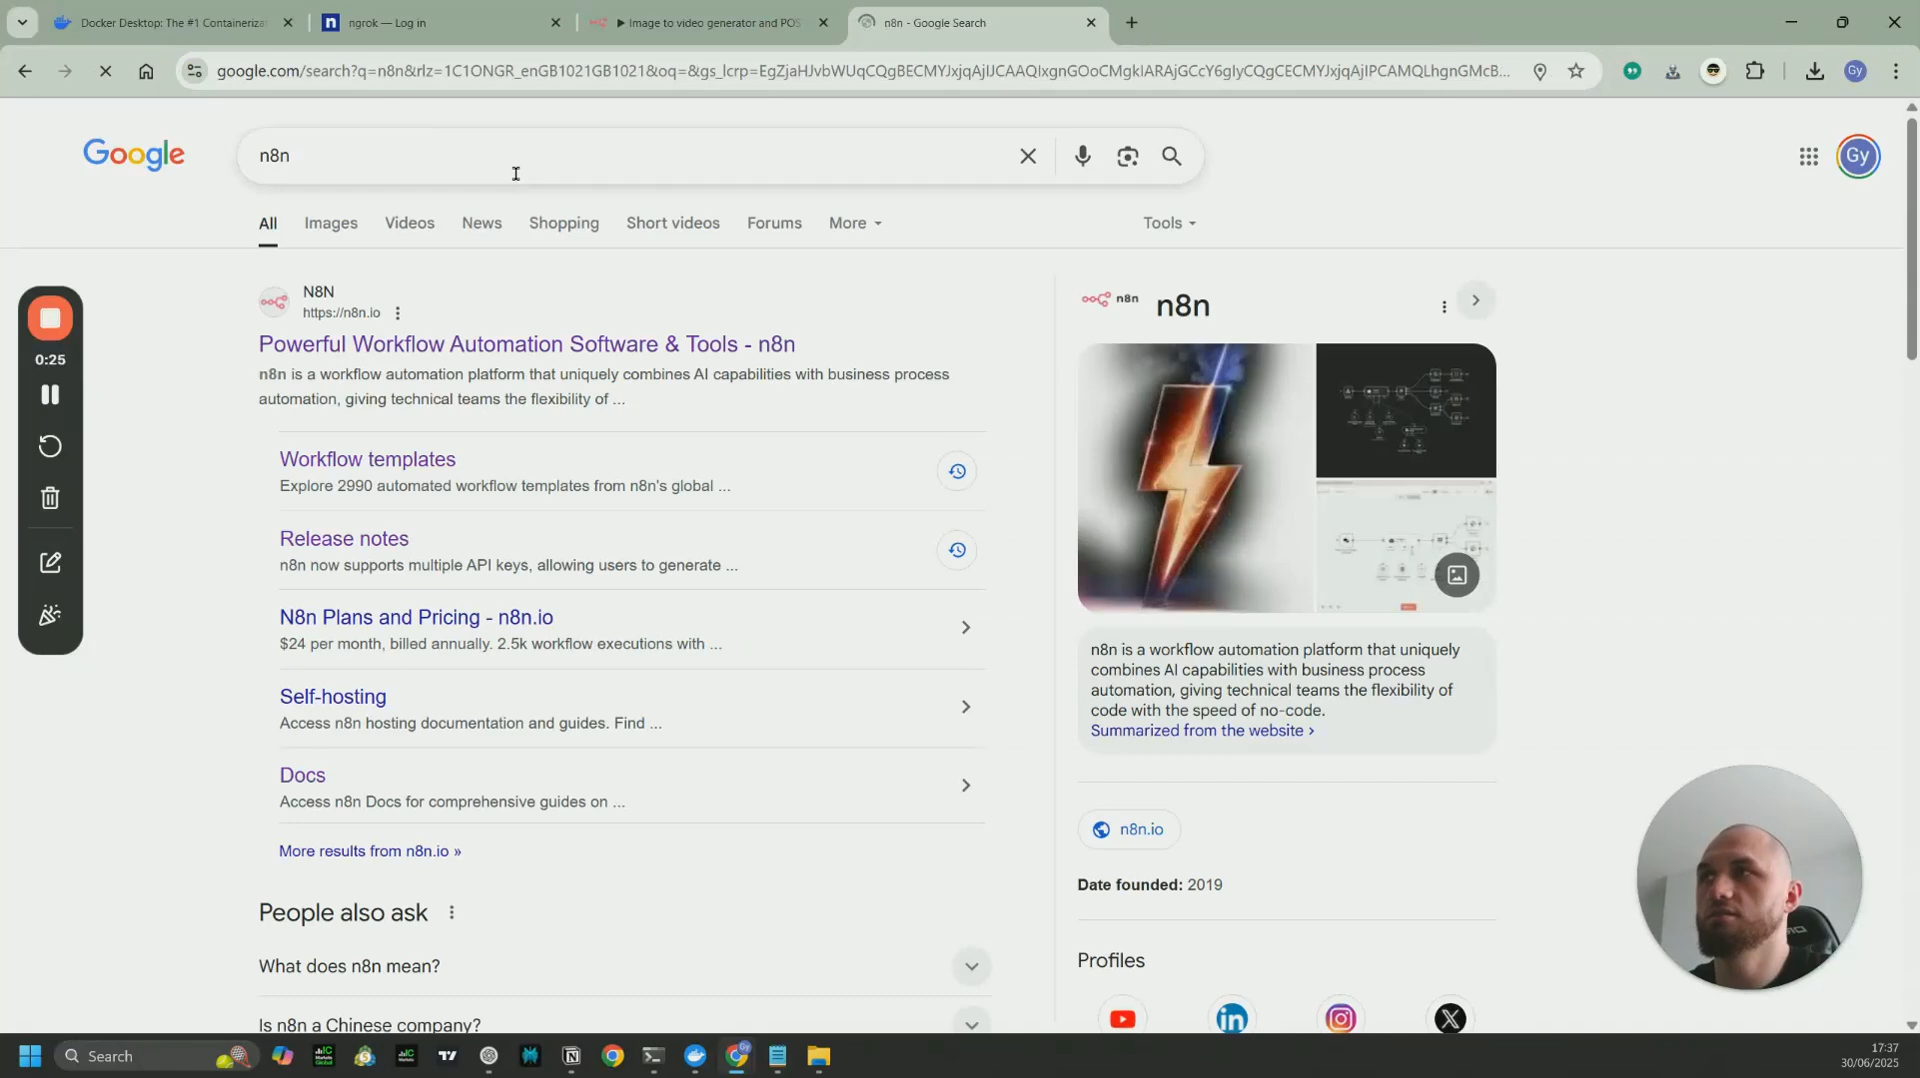 Docker Desktop: The #1 Containerizat
ngrok — Log in
▶ Image to video generator and POS
n8n - Google Search
google.com/search?q=n8n&rlz=1C1ONGR_enGB1021GB1021&oq=&gs_lcrp=EgZjaHJvbWUqCQgBECMYJxjqAjIJCAAQIxgnGOoCMgkIARAjGCcY6gIyCQgCECMYJxjqAjIPCAMQLhgnGMcB...
Gy
Google
n8n
Gy
All
Images
Videos
News
Shopping
Short videos
Forums
More
Tools
N8N
https://n8n.io
Powerful Workflow Automation Software & Tools - n8n
n8n is a workflow automation platform that uniquely combines AI capabilities with business process
automation, giving technical teams the flexibility of ...
Workflow templates
Explore 2990 automated workflow templates from n8n's global ...
Release notes
n8n now supports multiple API keys, allowing users to generate ...
N8n Plans and Pricing - n8n.io
$24 per month, billed annually. 2.5k workflow executions with ...
Self-hosting
Access n8n hosting documentation and guides. Find ...
Docs
Access n8n Docs for comprehensive guides on ...
More results from n8n.io »
People also ask
What does n8n mean?
Is n8n a Chinese company?
n8n
n8n
n8n is a workflow automation platform that uniquely
combines AI capabilities with business process
automation, giving technical teams the flexibility of
code with the speed of no-code.
Summarized from the website ›
n8n.io
Date founded: 2019
Profiles
0:25
Search
17:37
30/06/2025